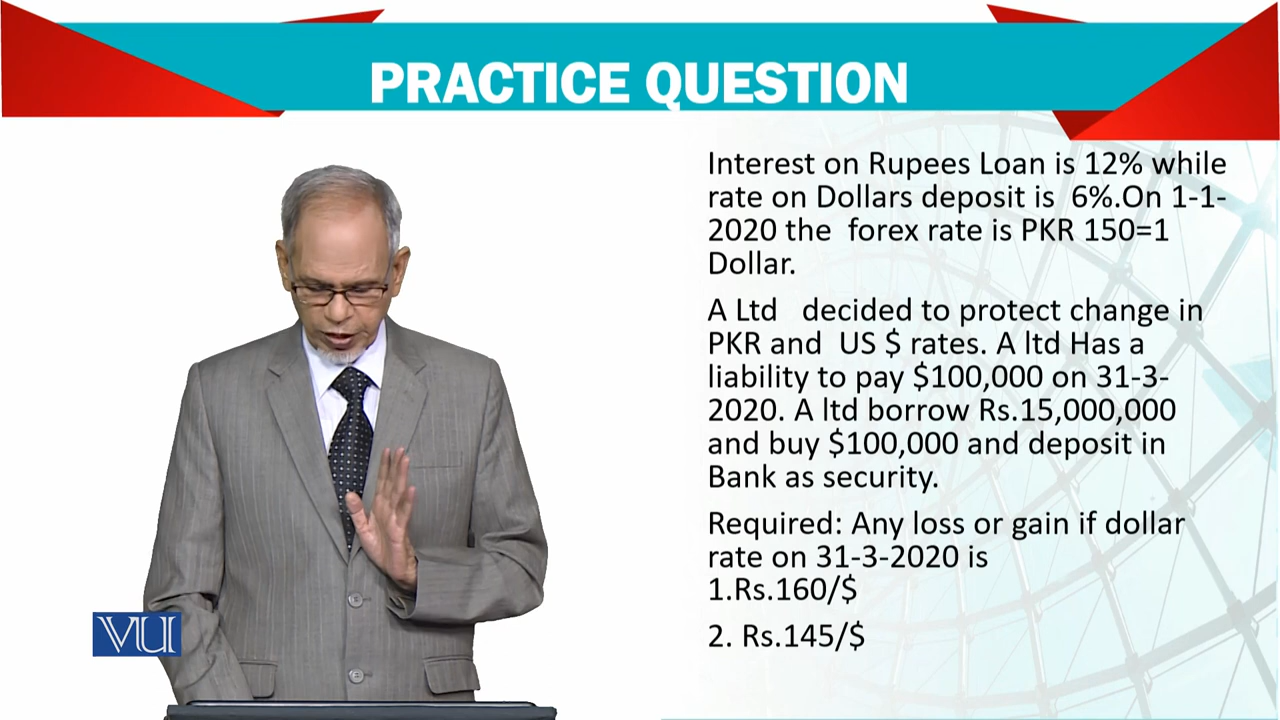 PRACTICE QUESTION
Interest on Rupees Loan is 12% while
rate on Dollars deposit is 6%.On 1-1-
2020 the forex rate is PKR 150=1
Dollar.
A Ltd decided to protect change in
PKR and US $ rates. A ltd Has a
liability to pay $100,000 on 31-3-
2020. A ltd borrow Rs.15,000,000
and buy $100,000 and deposit in
Bank as security.
Required: Any loss or gain if dollar
rate on 31-3-2020 is
1.Rs.160/$
2. Rs.145/$
VU